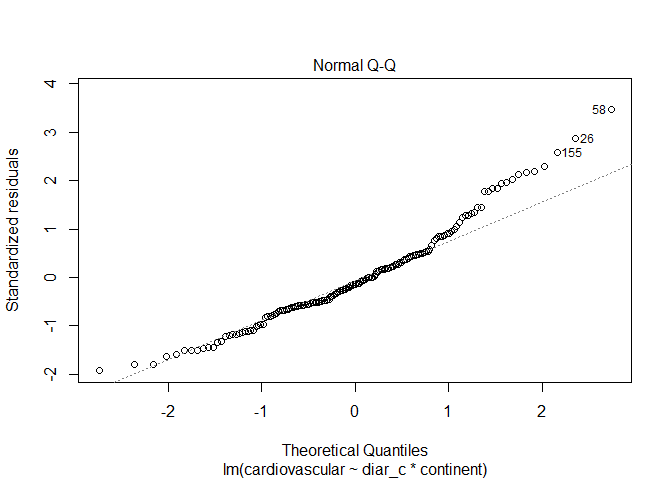 Normal Q-Q
Standardized residuals
4
3
2
1
0
-1
-2
58
26
155
-2 -1 0 1 2
Theoretical Quantiles
lm(cardiovascular ~ diar_c * continent)